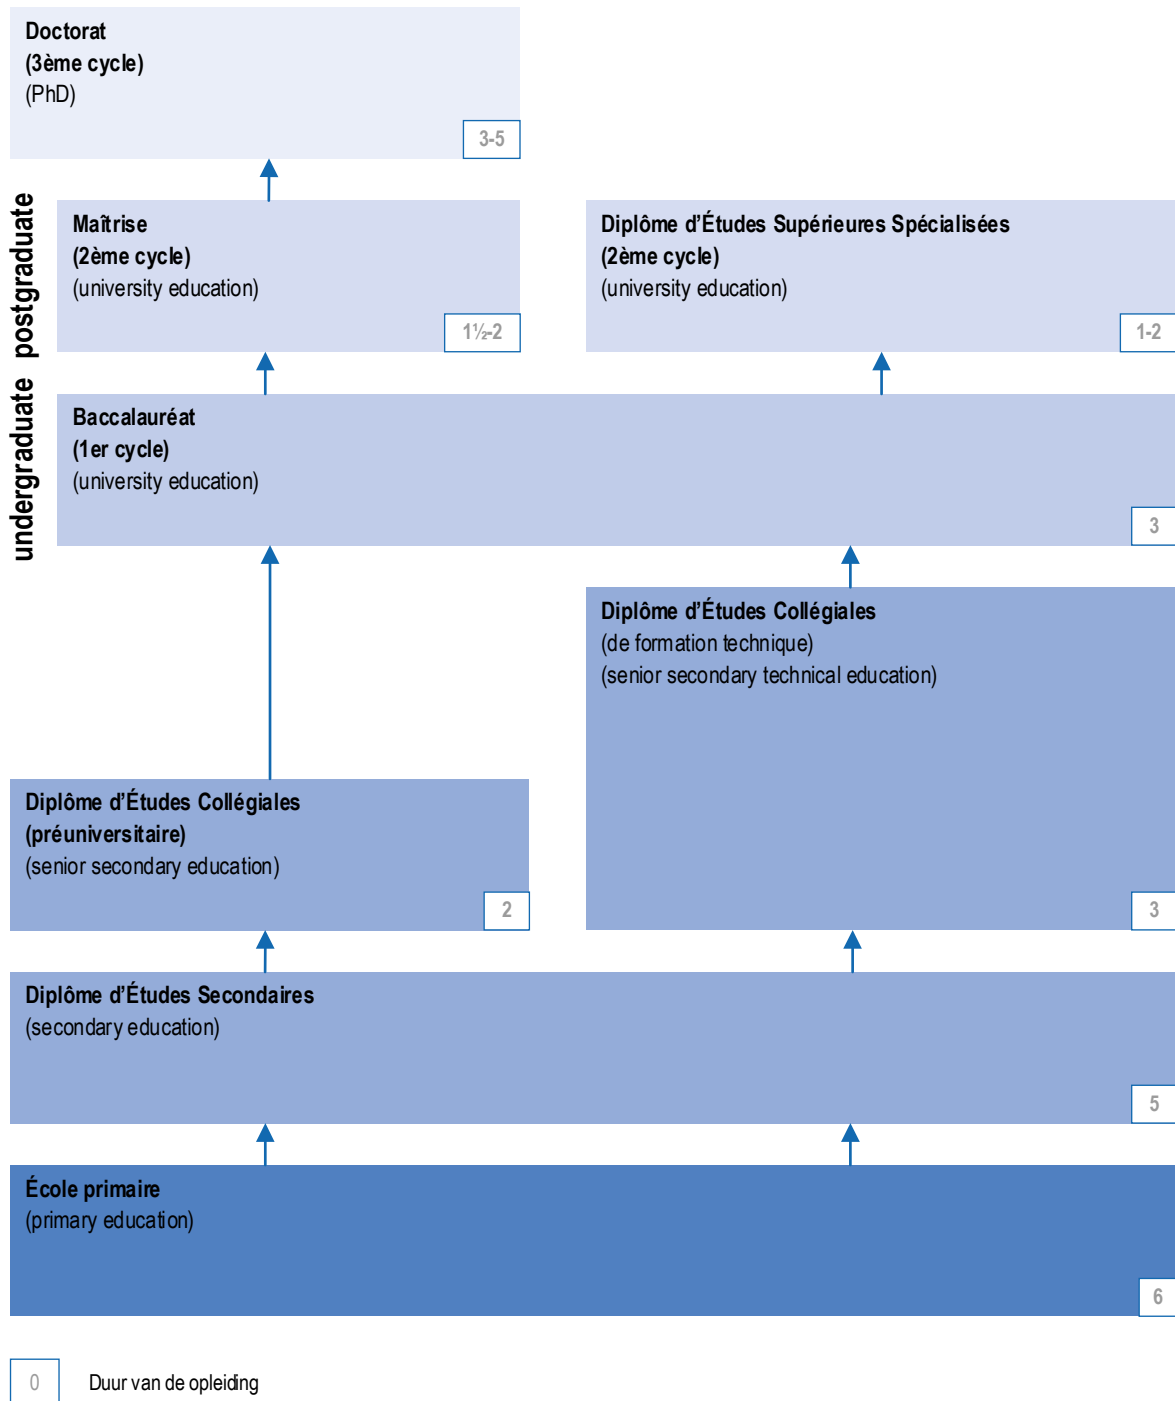 Doctorat
(3ème cycle)
(PhD)
3-5
postgraduate
Maîtrise
(2ème cycle)
(university education)
1½-2
Diplôme d’Études Supérieures Spécialisées
(2ème cycle)
(university education)
1-2
undergraduate
Baccalauréat
(1er cycle)
(university education)
3
Diplôme d’Études Collégiales
(de formation technique)
(senior secondary technical education)
3
Diplôme d’Études Collégiales
(préuniversitaire)
(senior secondary education)
2
Diplôme d’Études Secondaires
(secondary education)
5
École primaire
(primary education)
6
0 Duur van de opleiding